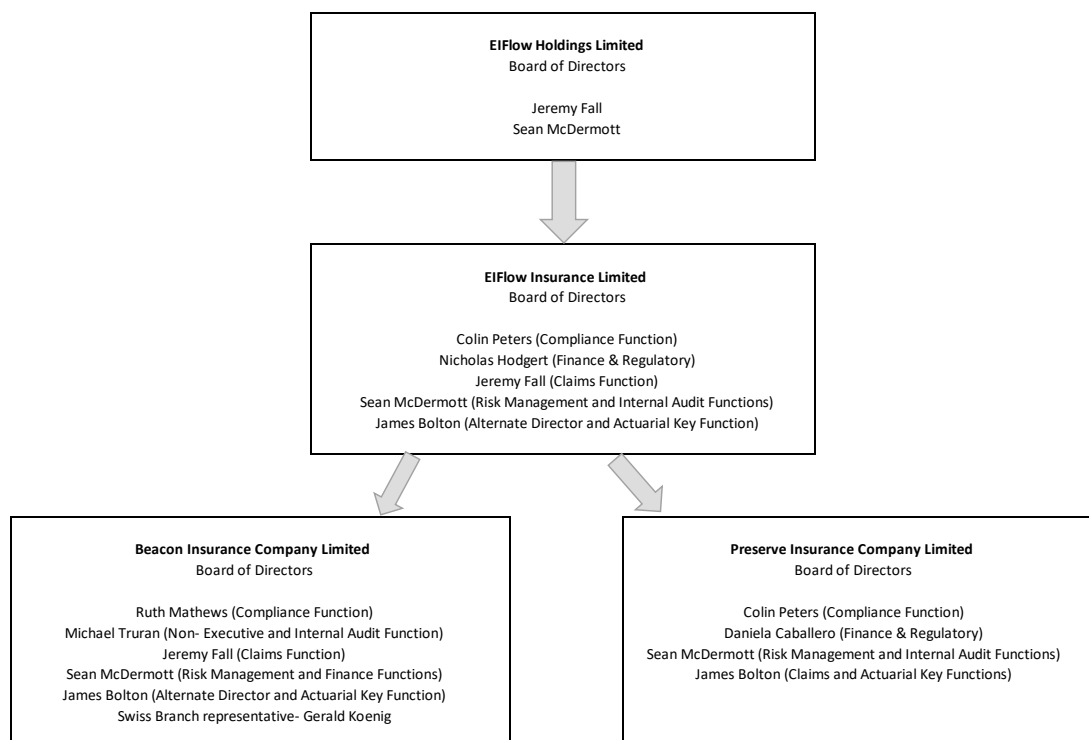 EIFlow Holdings Limited
Board of Directors
Jeremy Fall
Sean McDermott
EIFlow Insurance Limited
Board of Directors
Colin Peters (Compliance Function)
Nicholas Hodgert (Finance & Regulatory)
Jeremy Fall (Claims Function)
Sean McDermott (Risk Management and Internal Audit Functions)
James Bolton (Alternate Director and Actuarial Key Function)
Beacon Insurance Company Limited
Board of Directors
Ruth Mathews (Compliance Function)
Michael Truran (Non- Executive and Internal Audit Function)
Jeremy Fall (Claims Function)
Sean McDermott (Risk Management and Finance Functions)
James Bolton (Alternate Director and Actuarial Key Function)
Swiss Branch representative- Gerald Koenig
Preserve Insurance Company Limited
Board of Directors
Colin Peters (Compliance Function)
Daniela Caballero (Finance & Regulatory)
Sean McDermott (Risk Management and Internal Audit Functions)
James Bolton (Claims and Actuarial Key Functions)